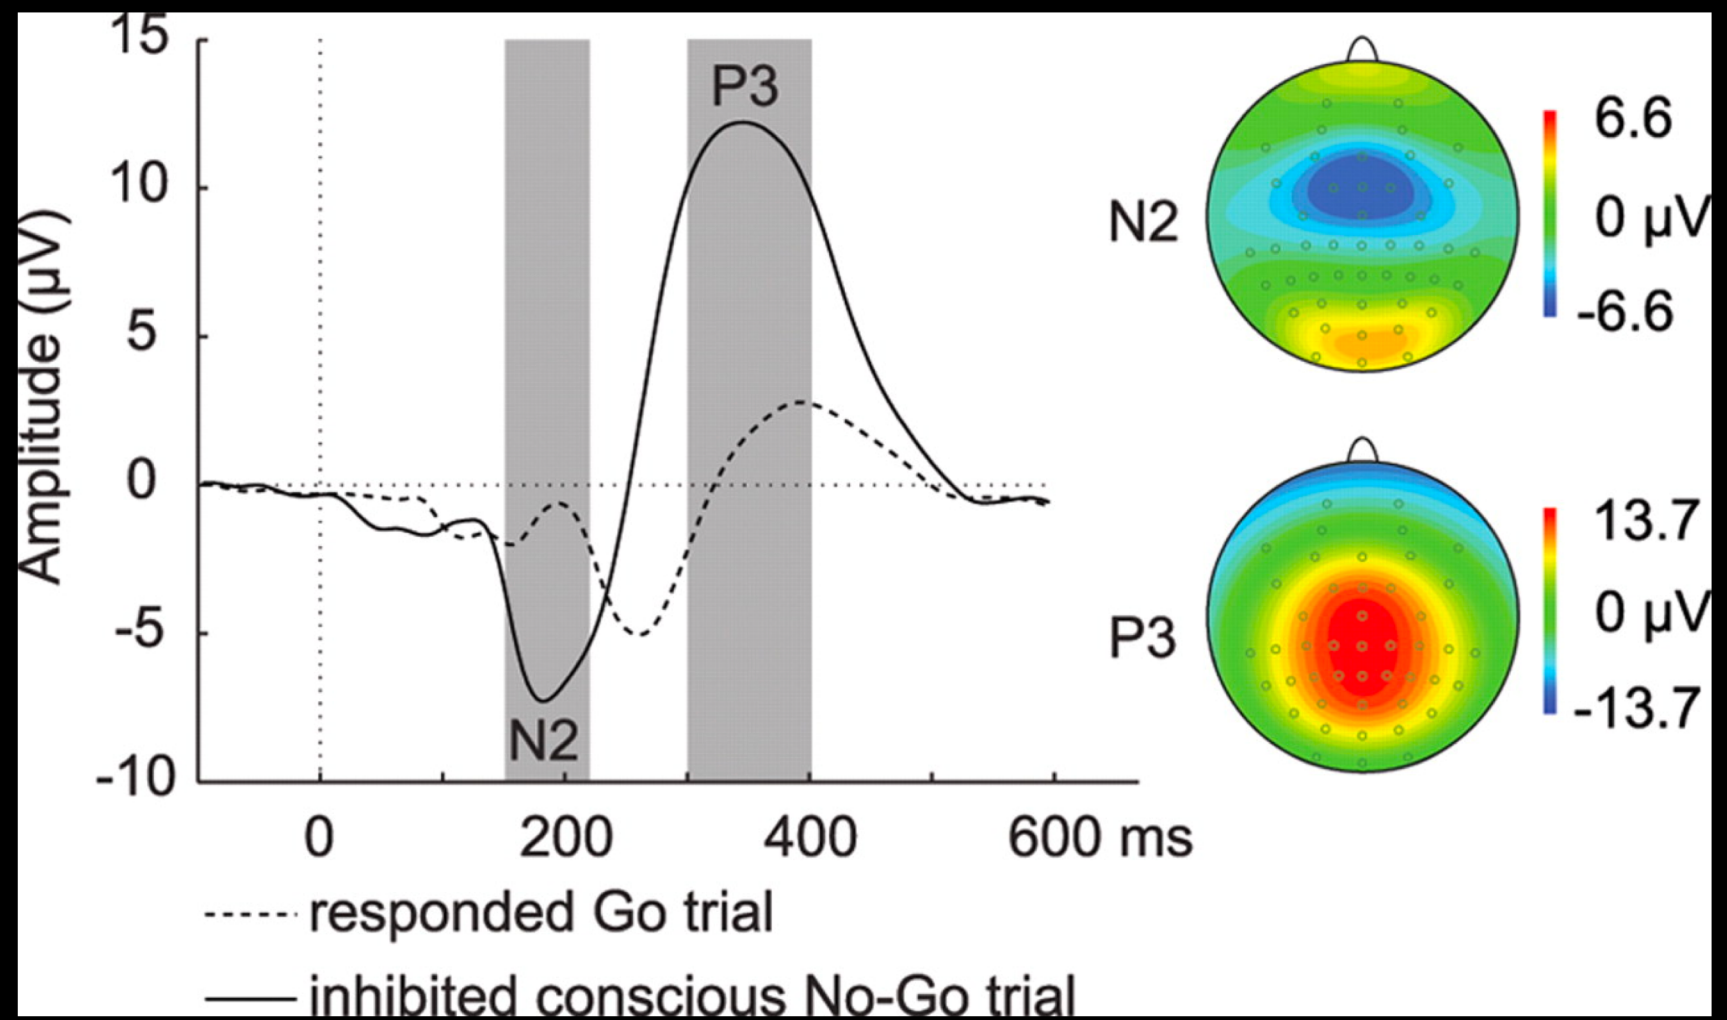 15
10
5
0
-5
-10
Amplitude (µV)
P3
N2
0 200 400 600 ms
responded Go trial
inhibited conscious No-Go trial
N2
6.6
0 µV
-6.6
P3
13.7
0 µV
-13.7